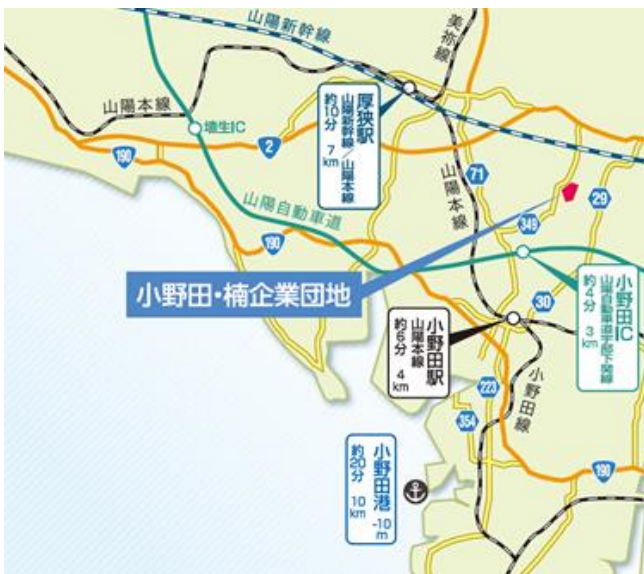 山陽新幹線
美祢線
山陽本線
厚狭駅
山陽新幹線/山陽本線
約10分 7km
埴生IC
2
190
71
山陽本線
29
349
山陽自動車道
190
小野田・楠企業団地
小野田IC
山陽自動車道宇部下関線
約4分 3km
30
小野田駅
山陽本線
約6分 4km
小野田線
223
354
190
小野田港
-10m
約20分 10km